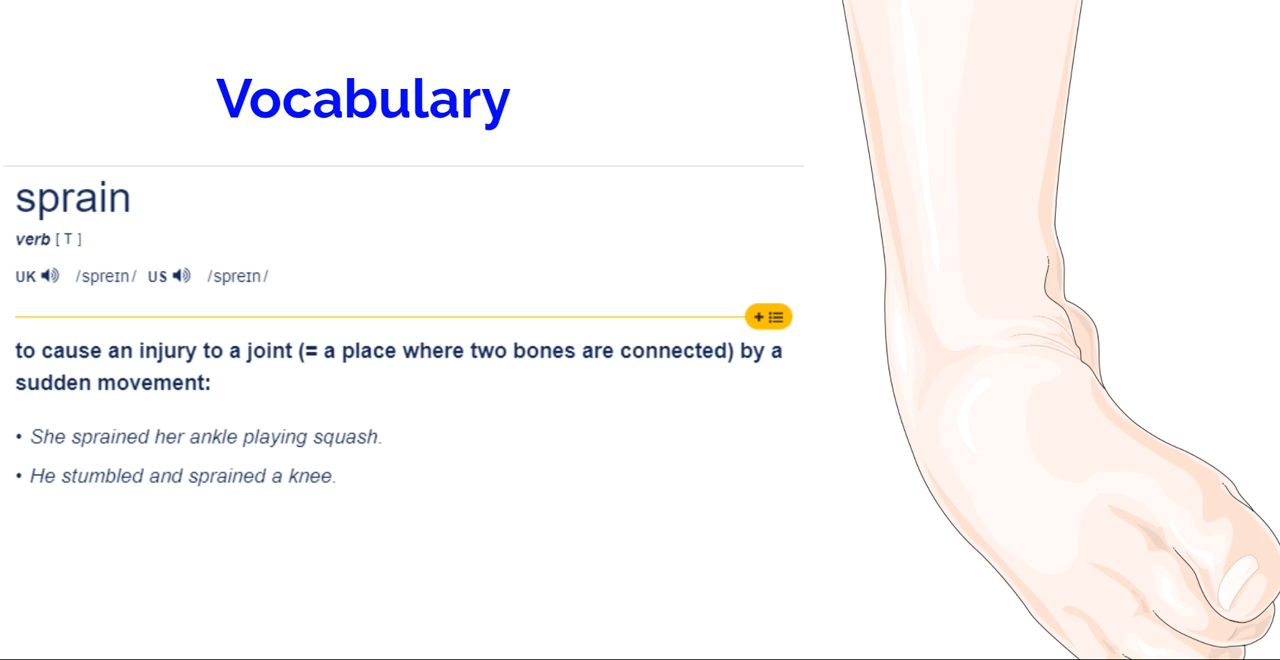 Vocabulary
sprain
verb [ T ]
UK /spreɪn/ US /spreɪn/
to cause an injury to a joint (= a place where two bones are connected) by a
sudden movement:
• She sprained her ankle playing squash.
• He stumbled and sprained a knee.